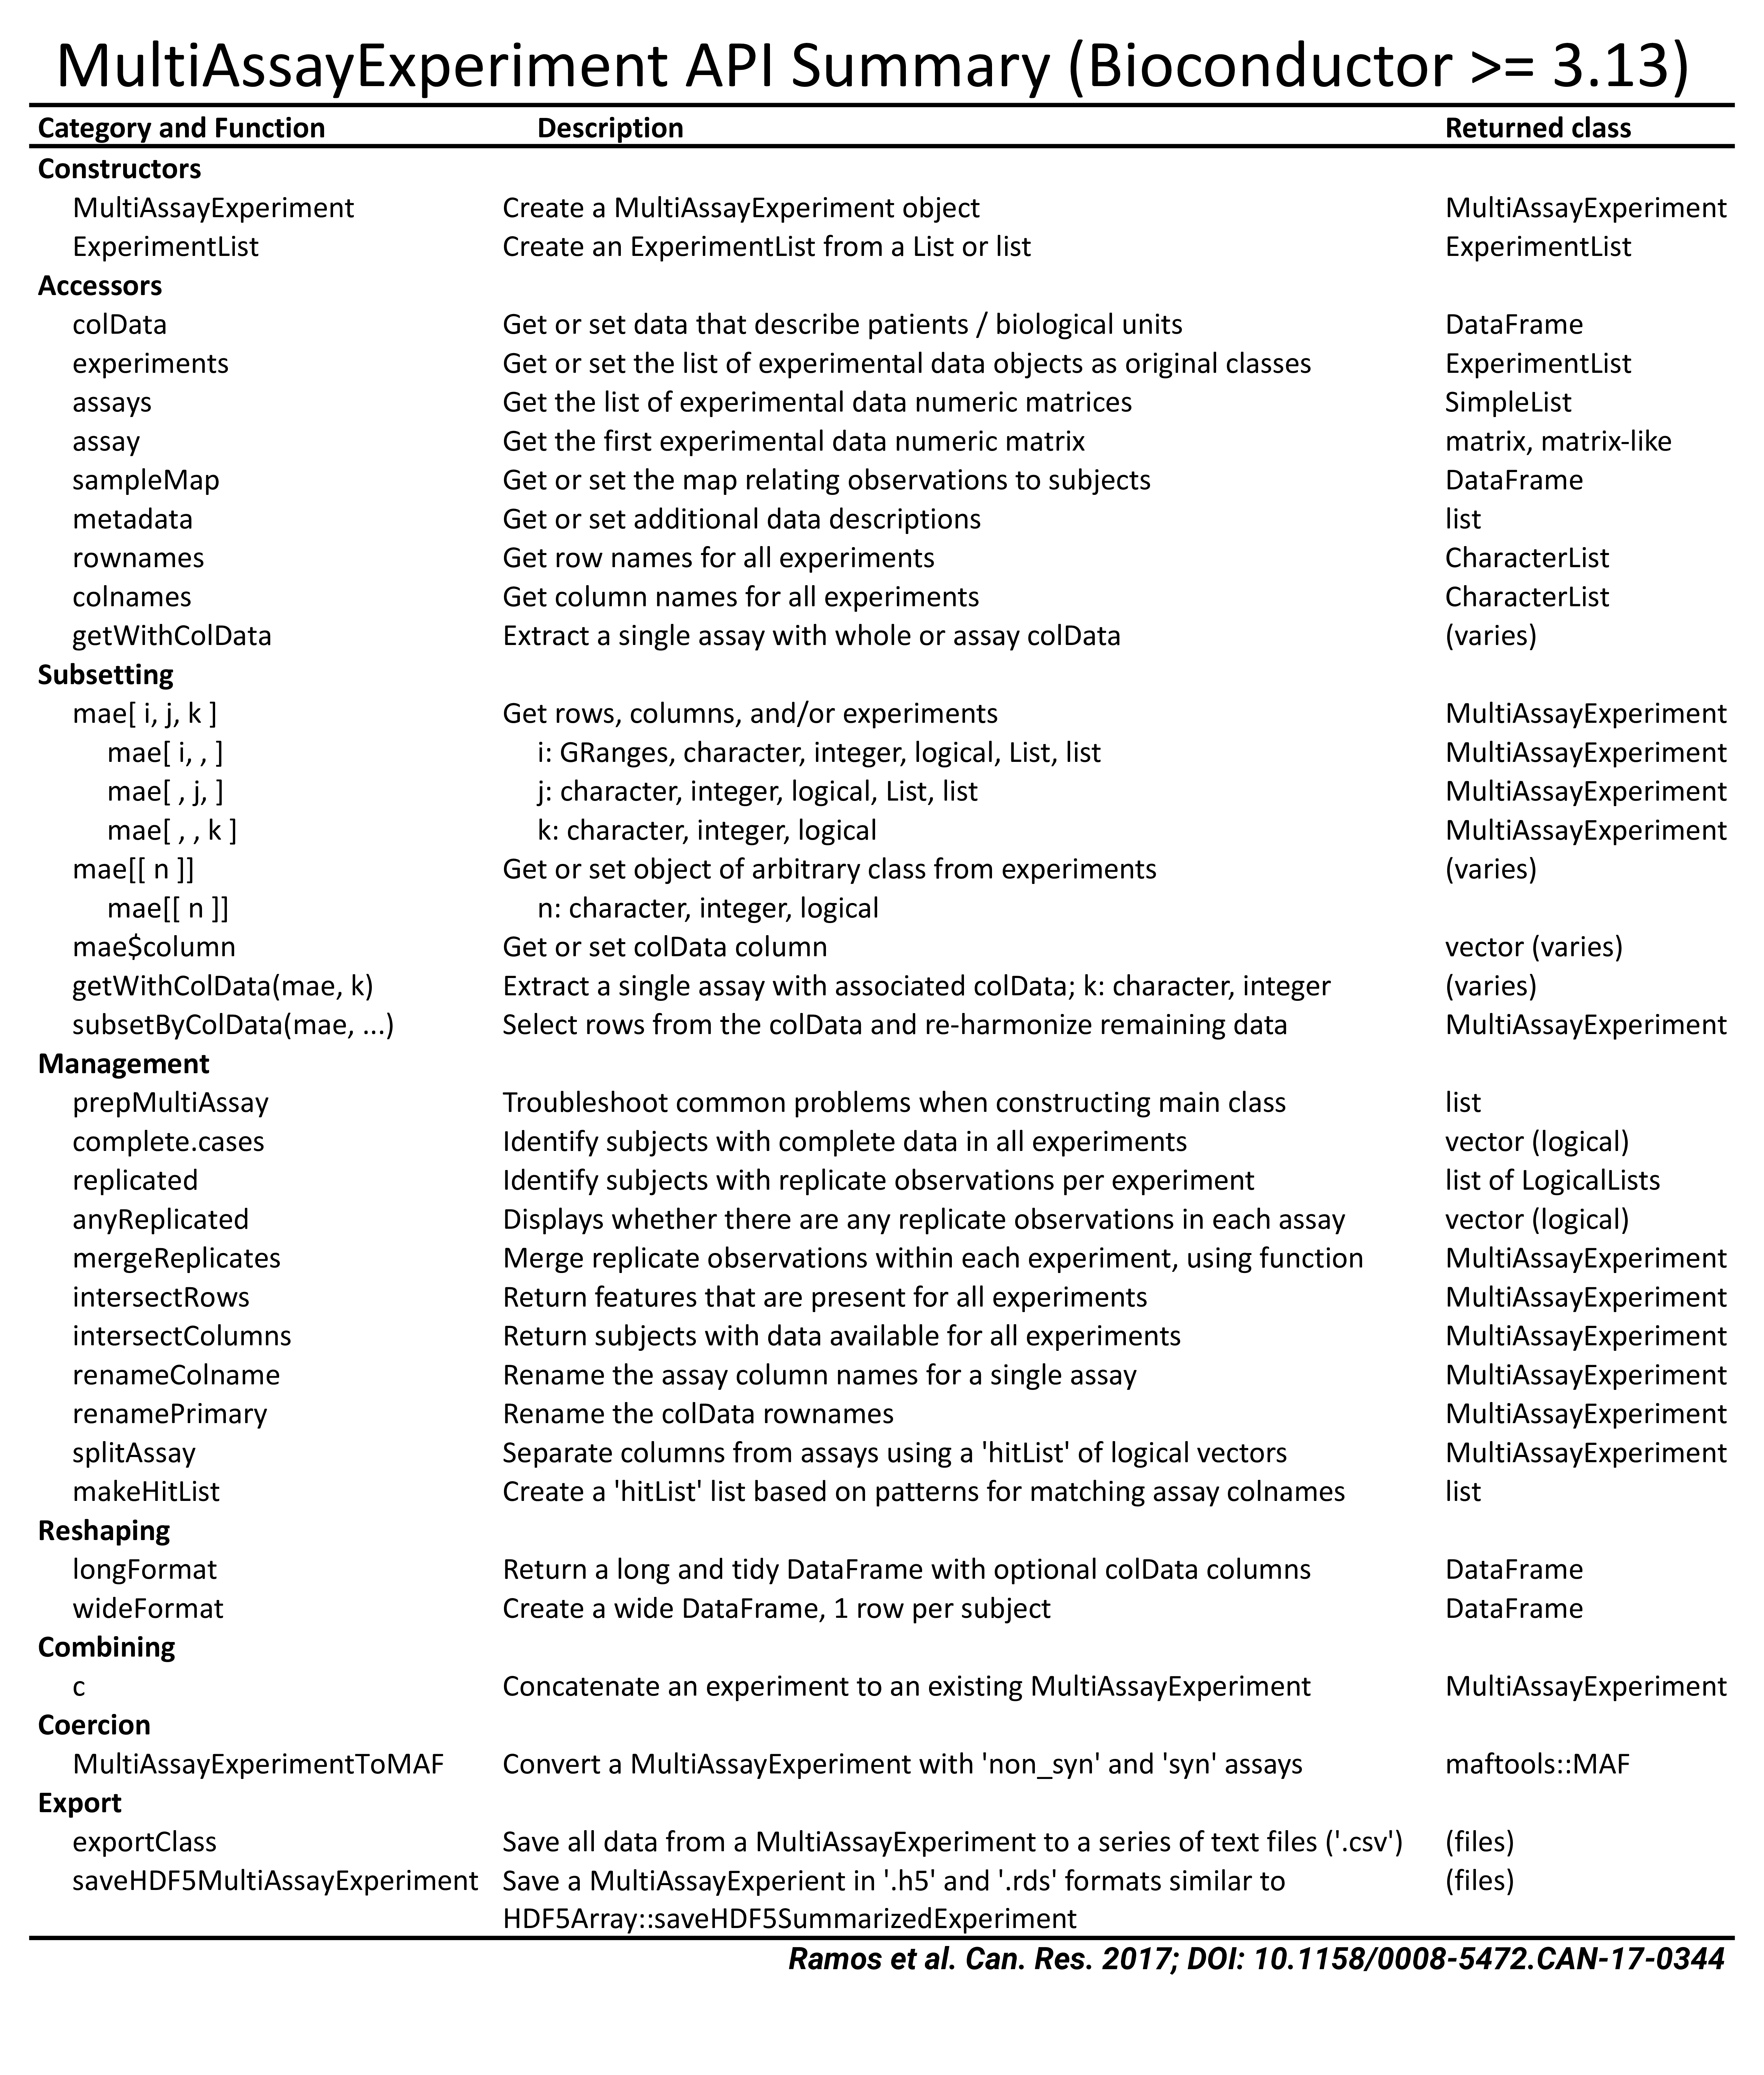 MultiAssayExperiment API Summary (Bioconductor >= 3.13)
Category and Function Description Returned class
Constructors
MultiAssayExperiment Create a MultiAssayExperiment object MultiAssayExperiment
ExperimentList Create an ExperimentList from a List or list ExperimentList
Accessors
colData Get or set data that describe patients / biological units DataFrame
experiments Get or set the list of experimental data objects as original classes ExperimentList
assays Get the list of experimental data numeric matrices SimpleList
assay Get the first experimental data numeric matrix matrix, matrix-like
sampleMap Get or set the map relating observations to subjects DataFrame
metadata Get or set additional data descriptions list
rownames Get row names for all experiments CharacterList
colnames Get column names for all experiments CharacterList
getWithColData Extract a single assay with whole or assay colData (varies)
Subsetting
mae[ i, j, k ] Get rows, columns, and/or experiments MultiAssayExperiment
mae[ i, , ] i: GRanges, character, integer, logical, List, list MultiAssayExperiment
mae[ , j, ] j: character, integer, logical, List, list MultiAssayExperiment
mae[ , , k ] k: character, integer, logical MultiAssayExperiment
mae[[ n ]] Get or set object of arbitrary class from experiments (varies)
mae[[ n ]] n: character, integer, logical
mae$column Get or set colData column vector (varies)
getWithColData(mae, k) Extract a single assay with associated colData; k: character, integer (varies)
subsetByColData(mae, ...) Select rows from the colData and re-harmonize remaining data MultiAssayExperiment
Management
prepMultiAssay Troubleshoot common problems when constructing main class list
complete.cases Identify subjects with complete data in all experiments vector (logical)
replicated Identify subjects with replicate observations per experiment list of LogicalLists
anyReplicated Displays whether there are any replicate observations in each assay vector (logical)
mergeReplicates Merge replicate observations within each experiment, using function MultiAssayExperiment
intersectRows Return features that are present for all experiments MultiAssayExperiment
intersectColumns Return subjects with data available for all experiments MultiAssayExperiment
renameColname Rename the assay column names for a single assay MultiAssayExperiment
renamePrimary Rename the colData rownames MultiAssayExperiment
splitAssay Separate columns from assays using a 'hitList' of logical vectors MultiAssayExperiment
makeHitList Create a 'hitList' list based on patterns for matching assay colnames list
Reshaping
longFormat Return a long and tidy DataFrame with optional colData columns DataFrame
wideFormat Create a wide DataFrame, 1 row per subject DataFrame
Combining
c Concatenate an experiment to an existing MultiAssayExperiment MultiAssayExperiment
Coercion
MultiAssayExperimentToMAF Convert a MultiAssayExperiment with 'non_syn' and 'syn' assays maftools::MAF
Export
exportClass Save all data from a MultiAssayExperiment to a series of text files ('.csv') (files)
saveHDF5MultiAssayExperiment Save a MultiAssayExperient in '.h5' and '.rds' formats similar to (files)
HDF5Array::saveHDF5SummarizedExperiment
Ramos et al. Can. Res. 2017; DOI: 10.1158/0008-5472.CAN-17-0344